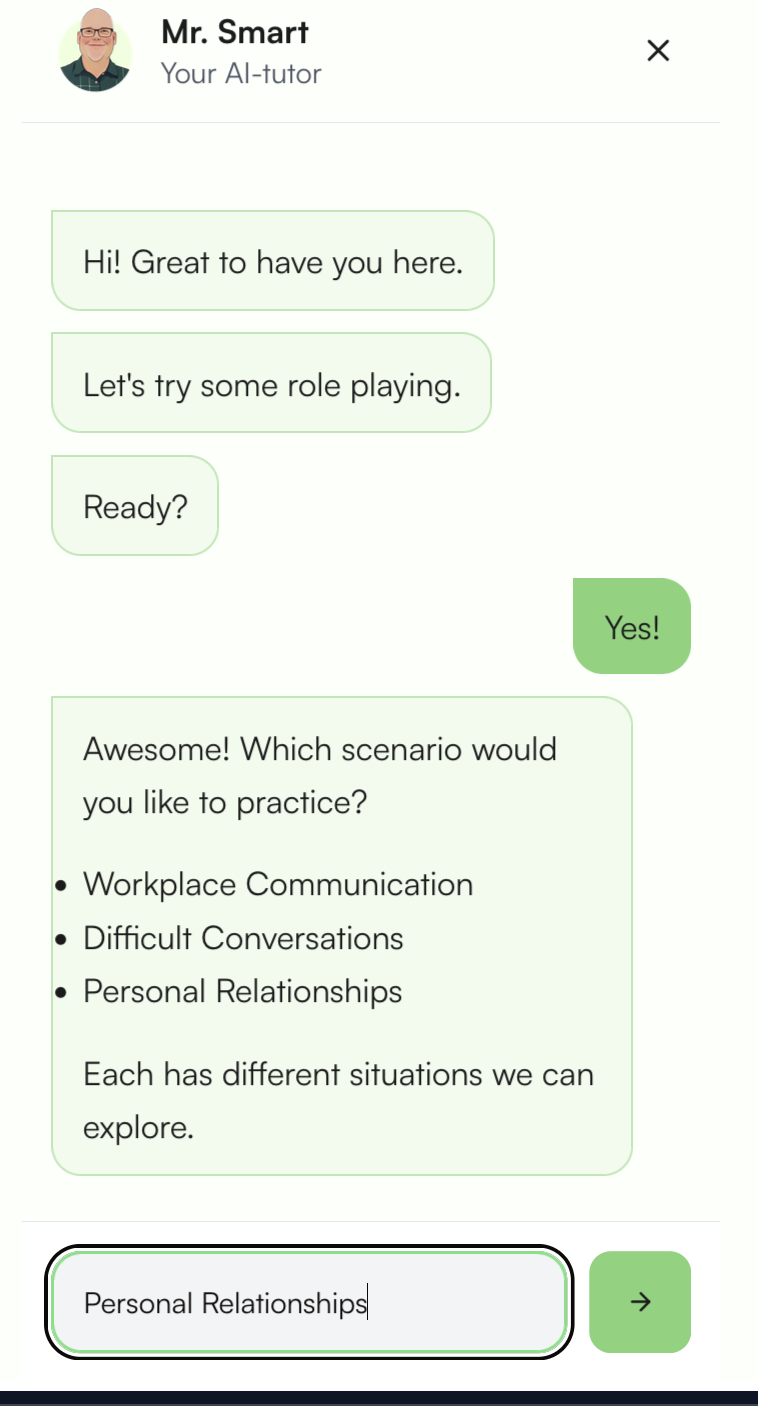 Mr. Smart
Your AI-tutor
Hi! Great to have you here.
Let's try some role playing.
Ready?
Yes!
Awesome! Which scenario would
you like to practice?
• Workplace Communication
• Difficult Conversations
• Personal Relationships
Each has different situations we can
explore.
Personal Relationships